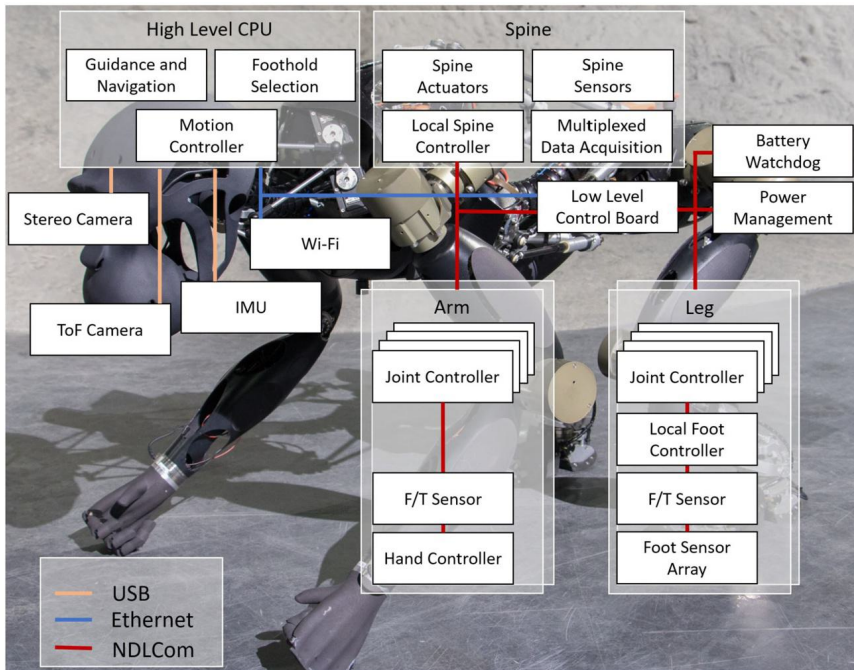 High Level CPU
Guidance and
Navigation
Foothold
Selection
Motion
Controller
Spine
Spine
Actuators
Spine
Sensors
Local Spine
Controller
Multiplexed
Data Acquisition
Battery
Watchdog
Low Level
Control Board
Power
Management
Stereo Camera
Wi-Fi
ToF Camera
IMU
Arm
Joint Controller
F/T Sensor
Hand Controller
Leg
Joint Controller
Local Foot
Controller
F/T Sensor
Foot Sensor
Array
USB
Ethernet
NDLCom